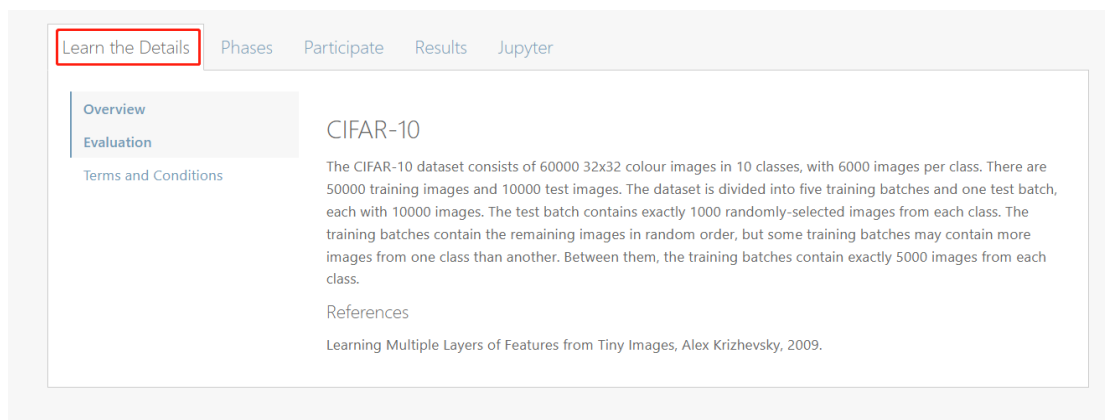 Learn the Details Phases Participate Results Jupyter
Overview
Evaluation
Terms and Conditions
CIFAR-10
The CIFAR-10 dataset consists of 60000 32x32 colour images in 10 classes, with 6000 images per class. There are
50000 training images and 10000 test images. The dataset is divided into five training batches and one test batch,
each with 10000 images. The test batch contains exactly 1000 randomly-selected images from each class. The
training batches contain the remaining images in random order, but some training batches may contain more
images from one class than another. Between them, the training batches contain exactly 5000 images from each
class.
References
Learning Multiple Layers of Features from Tiny Images, Alex Krizhevsky, 2009.